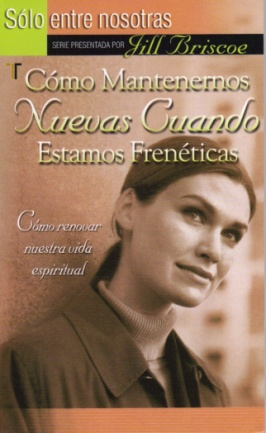 Sólo entre nosotras
SERIE PRESENTADA POR Jill Briscoe
Cómo Mantenernos
Nuevas Cuando
Estamos Frenéticas
Cómo renovar
nuestra vida
espiritual